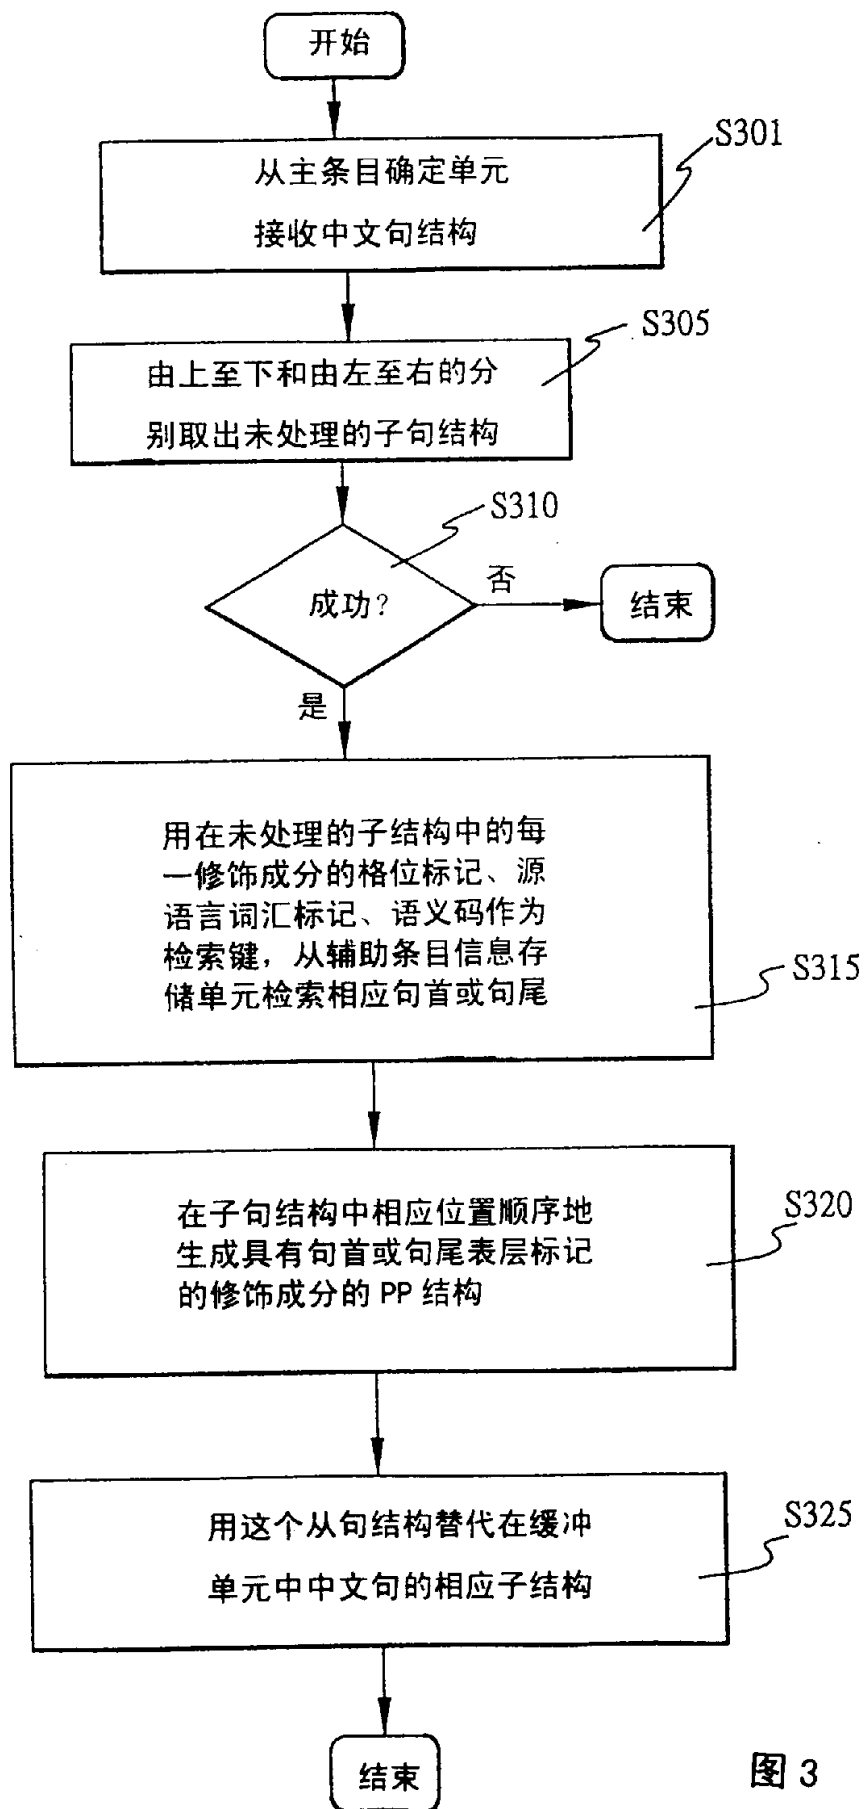 开始
S301
从主条目确定单元
接收中文句结构
S305
由上至下和由左至右的分
别取出未处理的子句结构
S310
成功?
否
结束
是
用在未处理的子结构中的每
一修饰成分的格位标记、源
语言词汇标记、语义码作为
检索键，从辅助条目信息存
储单元检索相应句首或句尾
S315
在子句结构中相应位置顺序地
生成具有句首或句尾表层标记
的修饰成分的 PP 结构
S320
用这个从句结构替代在缓冲
单元中中文句的相应子结构
S325
结束
图 3